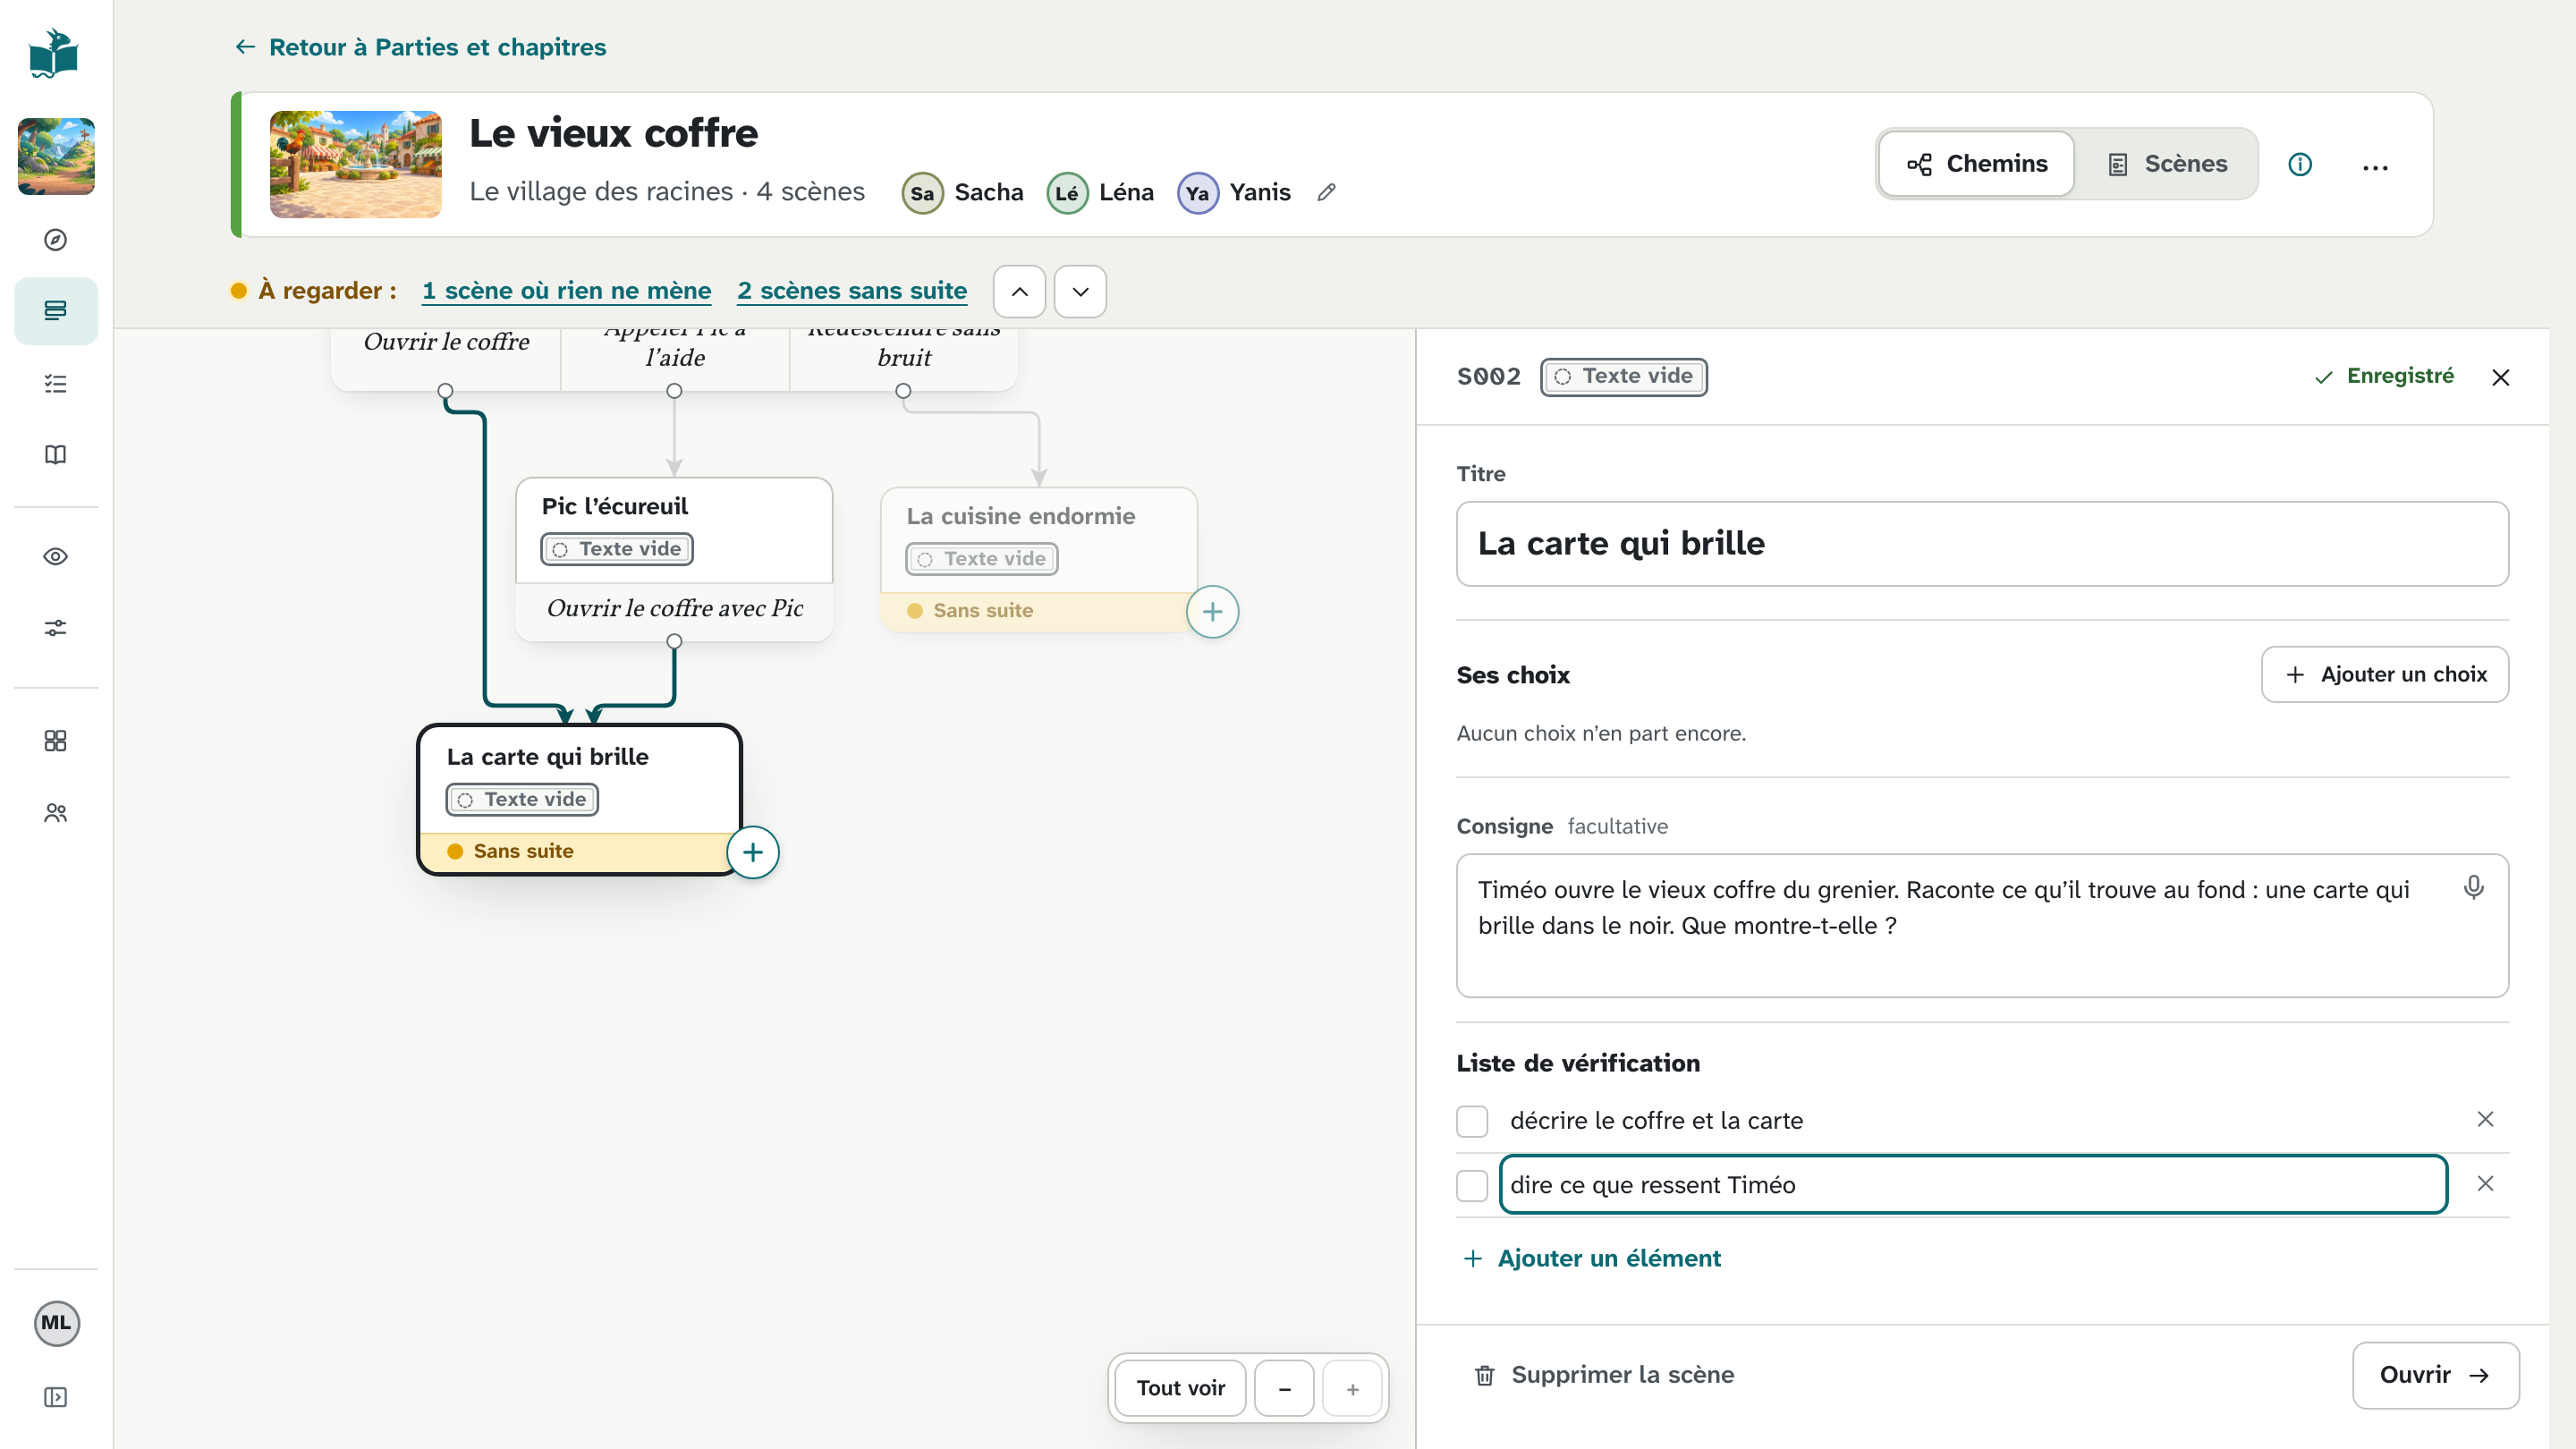 Retour à Parties et chapitres
Le vieux coffre
Le village des racines · 4 scènes
Sa Sacha Lé Léna Ya Yanis
Chemins Scènes
À regarder : 1 scène où rien ne mène 2 scènes sans suite
Ouvrir le coffre
Appeler Pic à
l’aide
Redescendre sans
bruit
Pic l’écureuil
Texte vide
Ouvrir le coffre avec Pic
La cuisine endormie
Texte vide
Sans suite
La carte qui brille
Texte vide
Sans suite
Tout voir
S002 Texte vide
Enregistré
Titre
La carte qui brille
Ses choix
Ajouter un choix
Aucun choix n’en part encore.
Consigne facultative
Timéo ouvre le vieux coffre du grenier. Raconte ce qu’il trouve au fond : une carte qui
brille dans le noir. Que montre-t-elle ?
Liste de vérification
décrire le coffre et la carte
dire ce que ressent Timéo
Ajouter un élément
Supprimer la scène
Ouvrir
ML